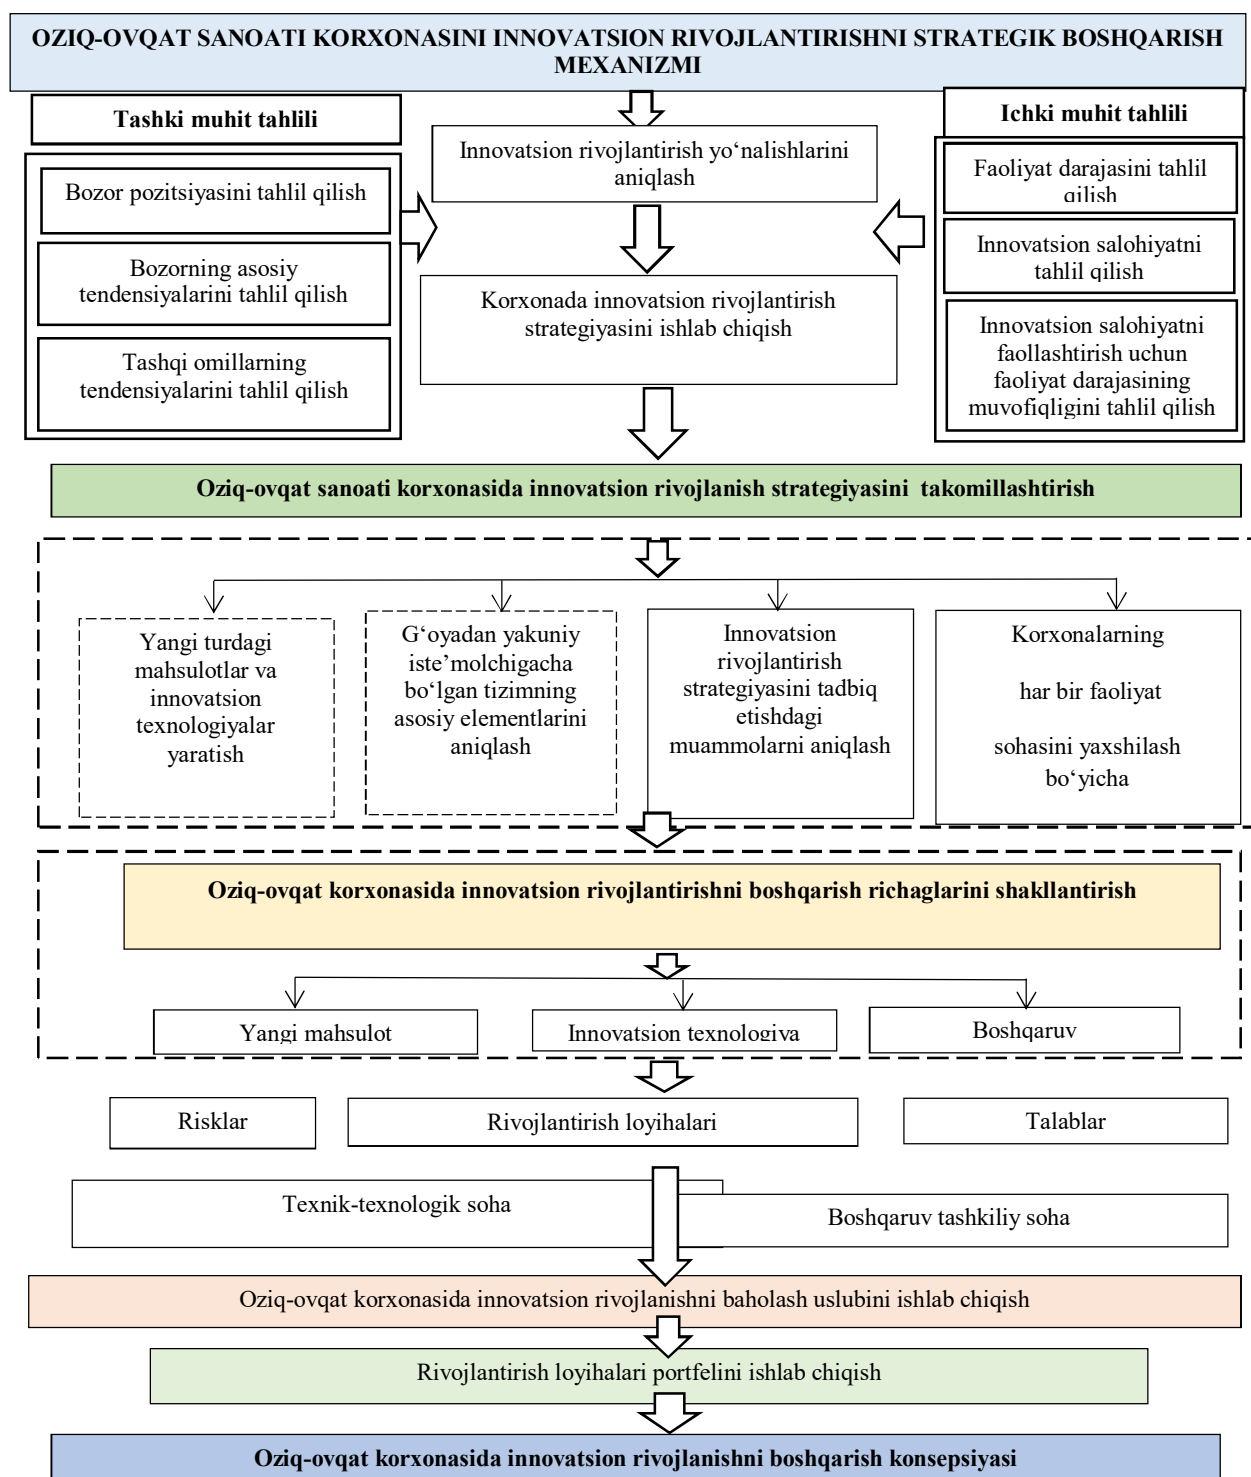 OZIQ-OVQAT SANOATI KORXONASINI INNOVATSION RIVOJLANTIRISHNI STRATEGIK BOSHQARISH
MEXANIZMI
Tashki muhit tahlili
Bozor pozitsiyasini tahlil qilish
Bozorning asosiy
tendensiyalarini tahlil qilish
Tashqi omillarning
tendensiyalarini tahlil qilish
Innovatsion rivojlantirish yo‘nalishlarini
aniqlash
Korxonada innovatsion rivojlantirish
strategiyasini ishlab chiqish
Ichki muhit tahlili
Faoliyat darajasini tahlil
qilish
Innovatsion salohiyatni
tahlil qilish
Innovatsion salohiyatni
faollashtirish uchun
faoliyat darajasining
muvofiqligini tahlil qilish
Oziq-ovqat sanoati korxonasida innovatsion rivojlanish strategiyasini takomillashtirish
Yangi turdagi
mahsulotlar va
innovatsion
texnologiyalar
yaratish
G‘oyadan yakuniy
iste’molchigacha
bo‘lgan tizimning
asosiy elementlarini
aniqlash
Innovatsion
rivojlantirish
strategiyasini tadbiq
etishdagi
muammolarni aniqlash
Korxonalarning
har bir faoliyat
sohasini yaxshilash
bo‘yicha
Oziq-ovqat korxonasida innovatsion rivojlantirishni boshqarish richaglarini shakllantirish
Yangi mahsulot
Innovatsion texnologiya
Boshqaruv
Risklar
Rivojlantirish loyihalari
Talablar
Texnik-texnologik soha
Boshqaruv tashkiliy soha
Oziq-ovqat korxonasida innovatsion rivojlanishni baholash uslubini ishlab chiqish
Rivojlantirish loyihalari portfelini ishlab chiqish
Oziq-ovqat korxonasida innovatsion rivojlanishni boshqarish konsepsiyasi